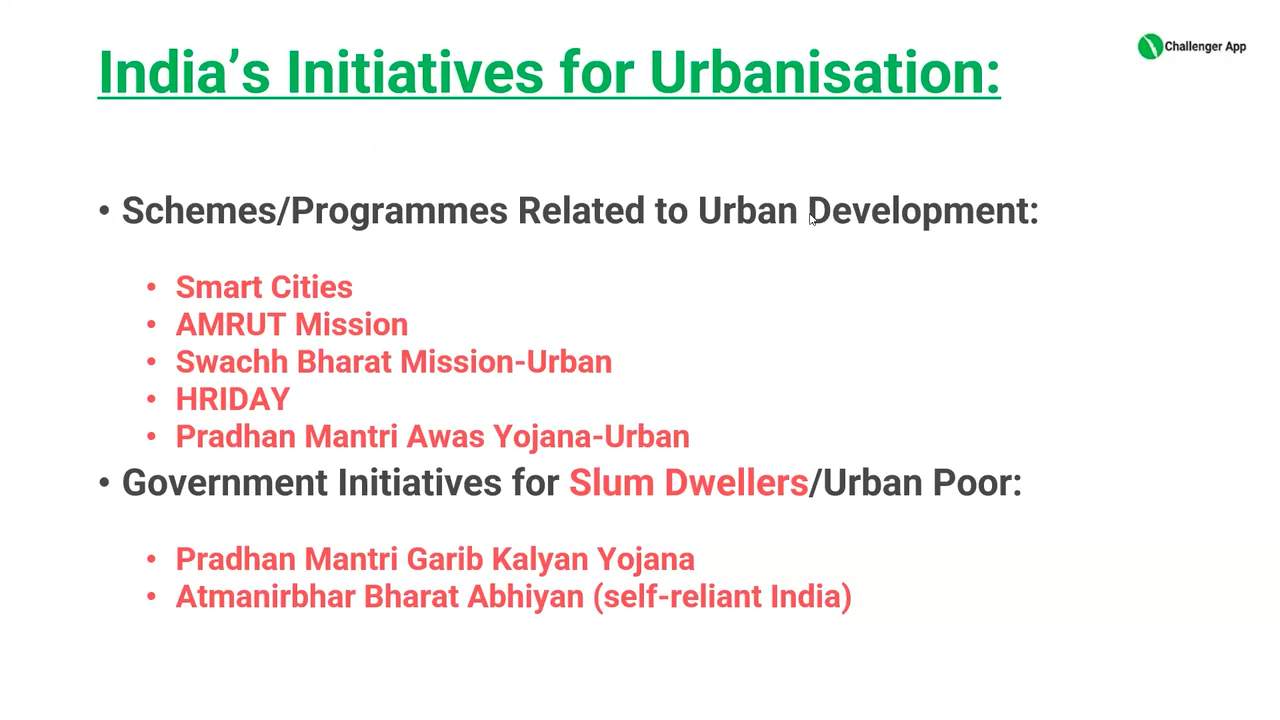 Challenger App
India’s Initiatives for Urbanisation:
• Schemes/Programmes Related to Urban Development:
• Smart Cities
• AMRUT Mission
• Swachh Bharat Mission-Urban
• HRIDAY
• Pradhan Mantri Awas Yojana-Urban
• Government Initiatives for Slum Dwellers/Urban Poor:
• Pradhan Mantri Garib Kalyan Yojana
• Atmanirbhar Bharat Abhiyan (self-reliant India)